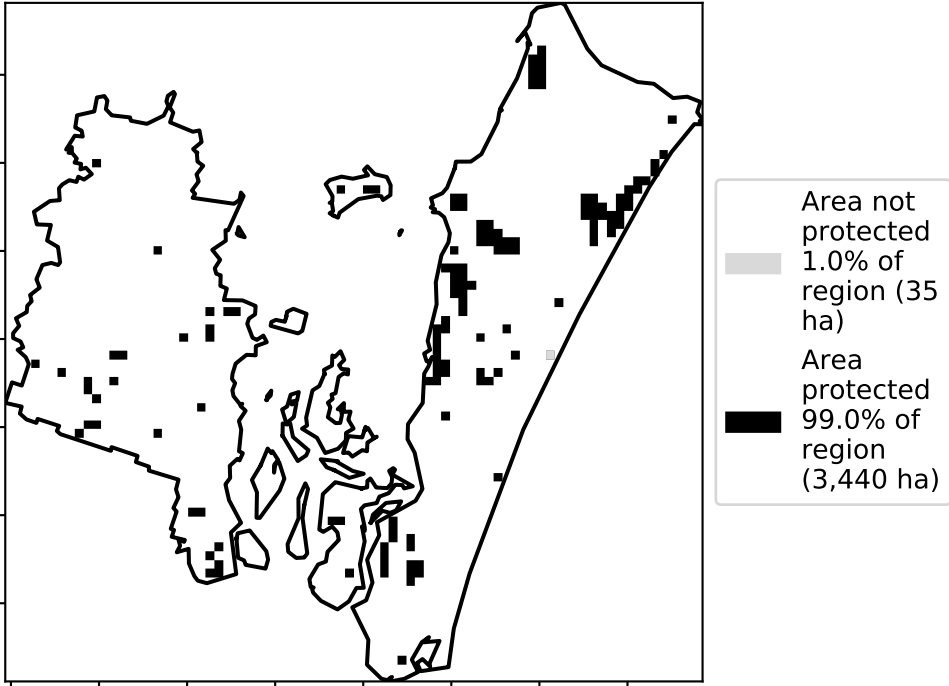 Area not
protected
1.0% of
region (35
ha)
Area
protected
99.0% of
region
(3,440 ha)